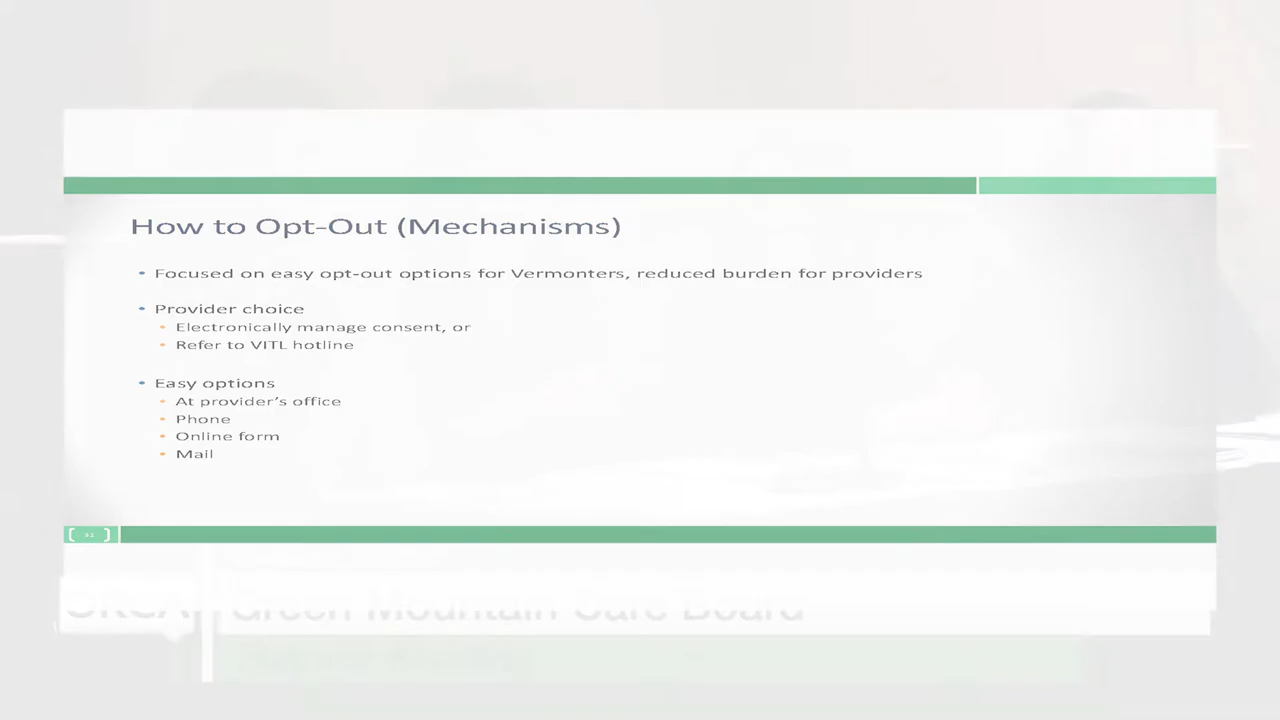 How to Opt-Out (Mechanisms)
• Focused on easy opt-out options for Vermonters, reduced burden for providers
• Provider choice
• Electronically manage consent, or
• Refer to VITL hotline
• Easy options
• At provider's office
• Phone
• Online form
• Mail
Green Mountain Care Board